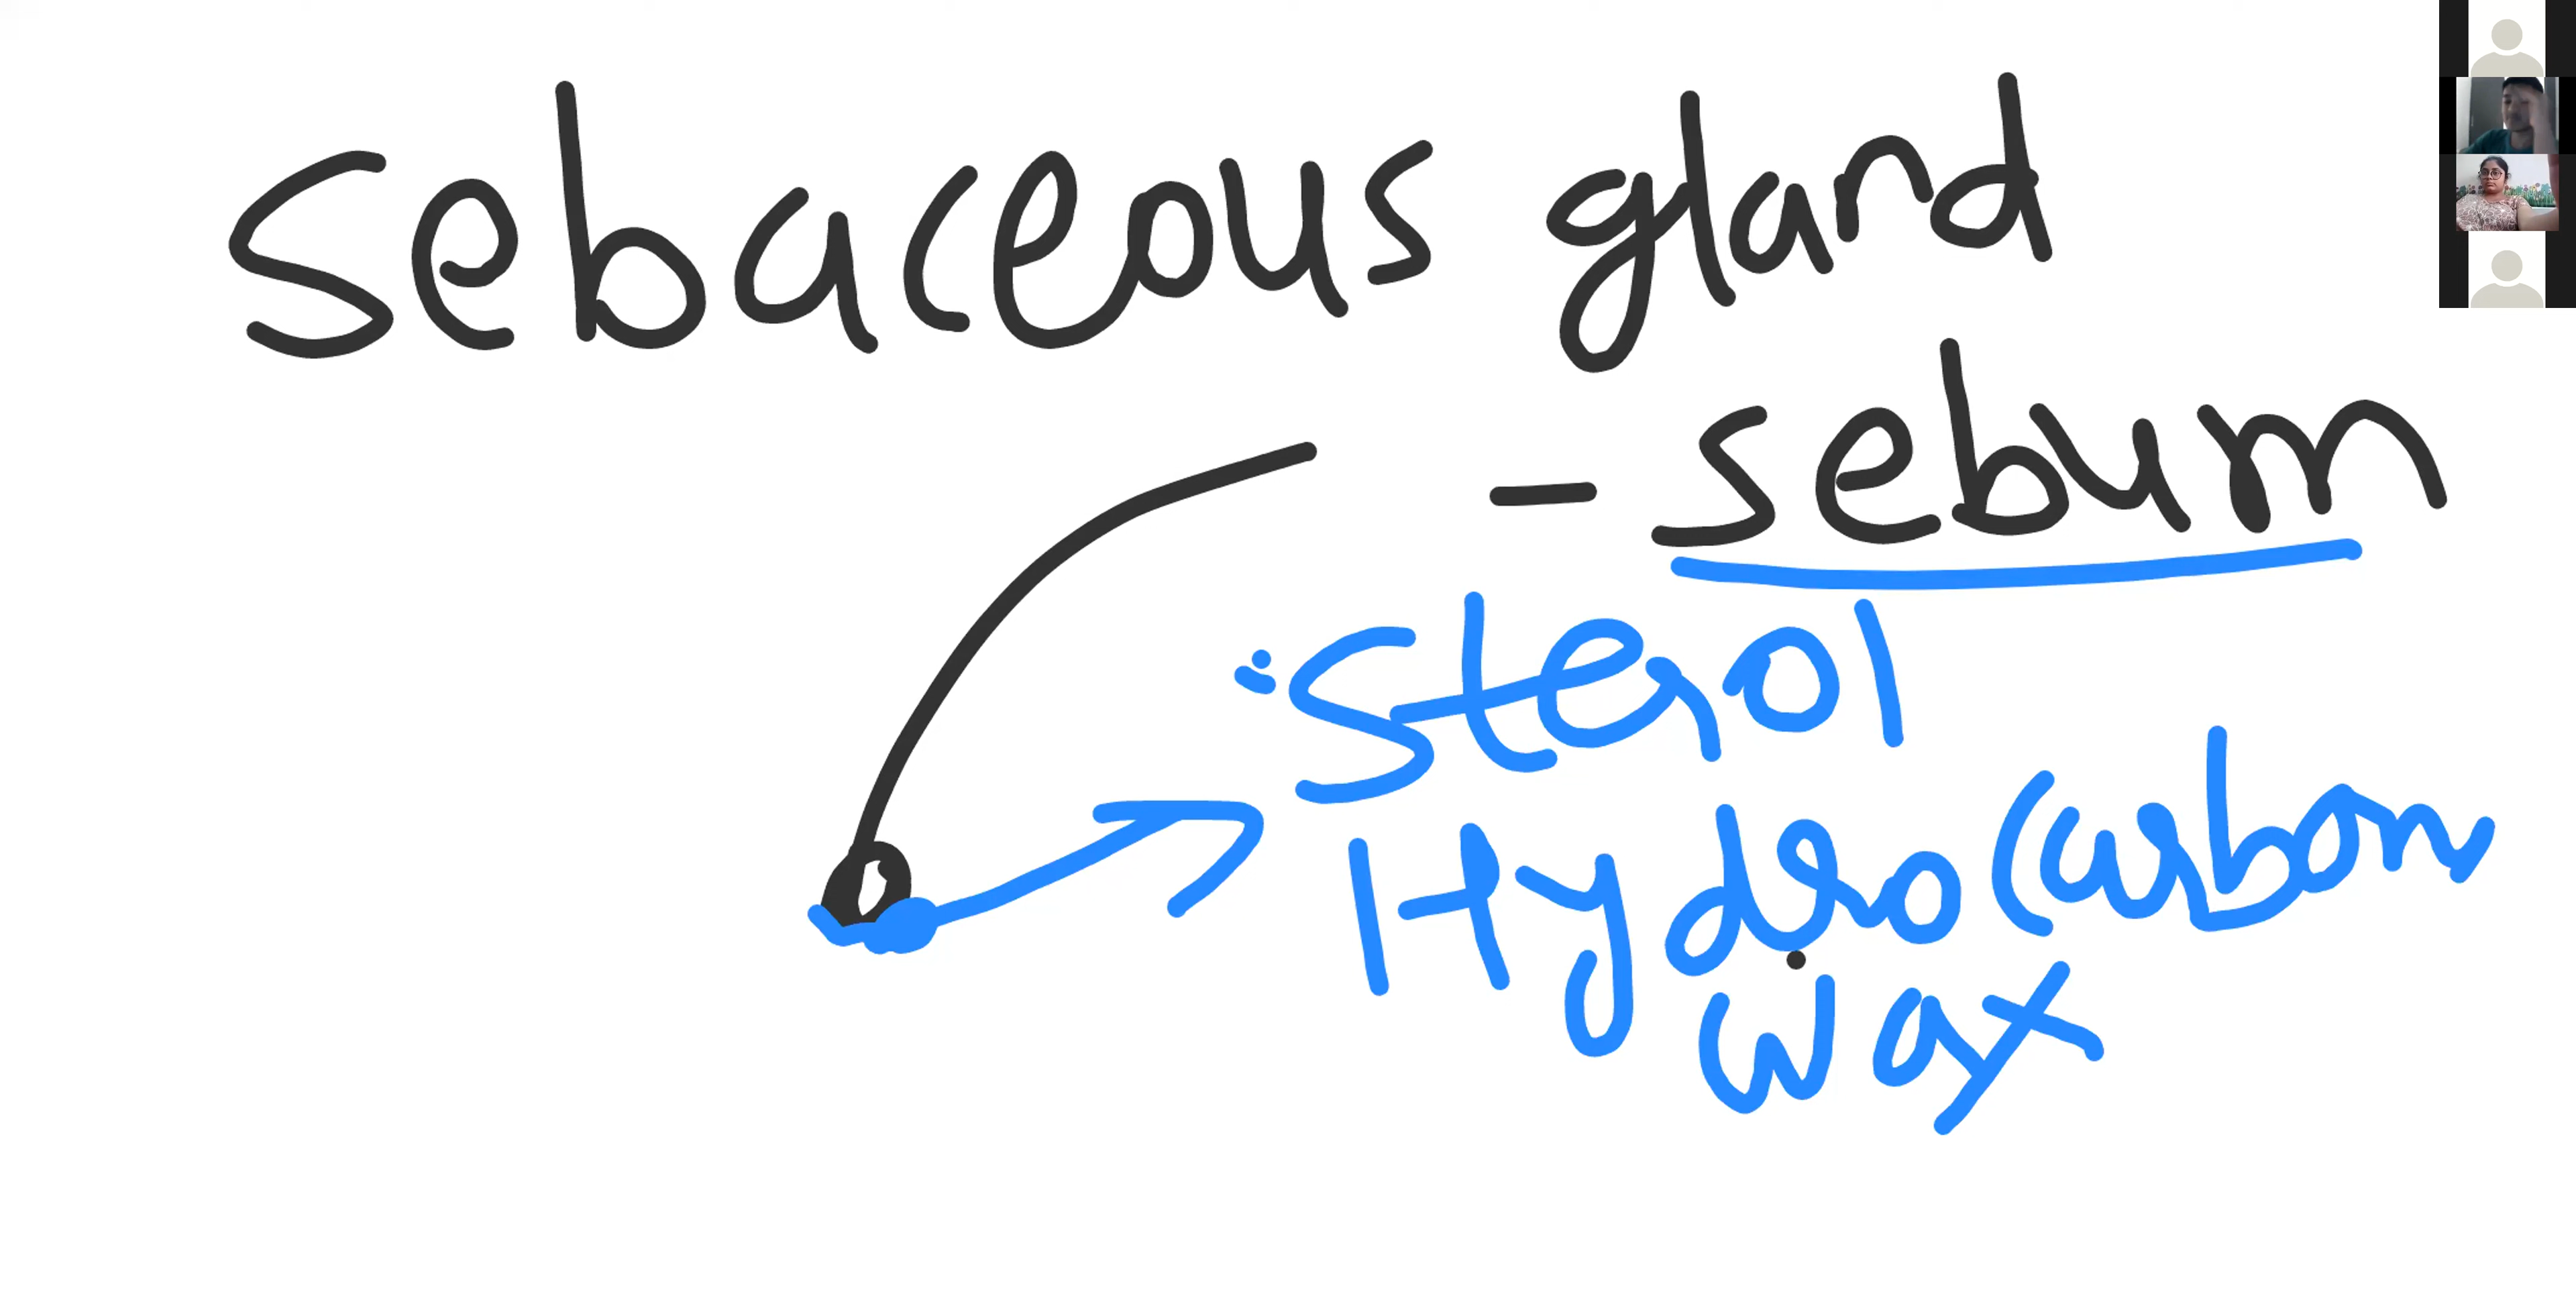 Sebaceous gland
- sebum
Sterol
Hydrocarbon,
wax